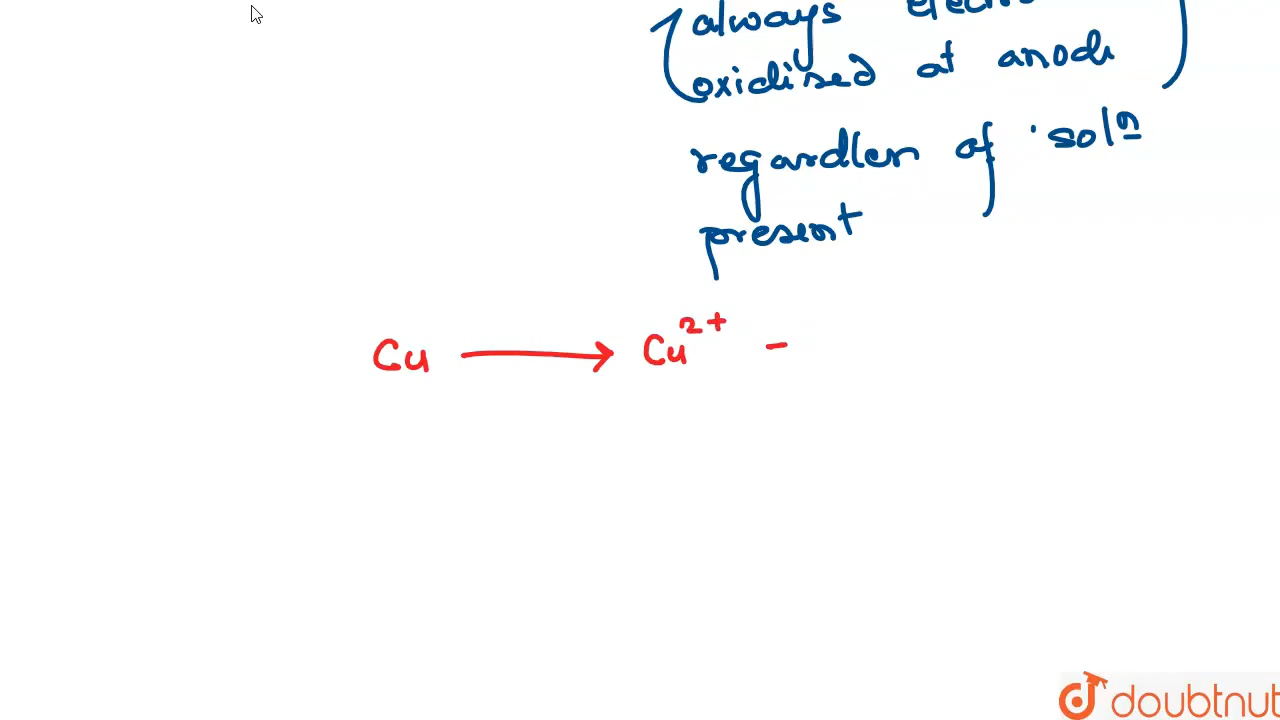 (always
oxidised at anode
regardless of soln
present
Cu ⟶ Cu²⁺ -
doubtnut